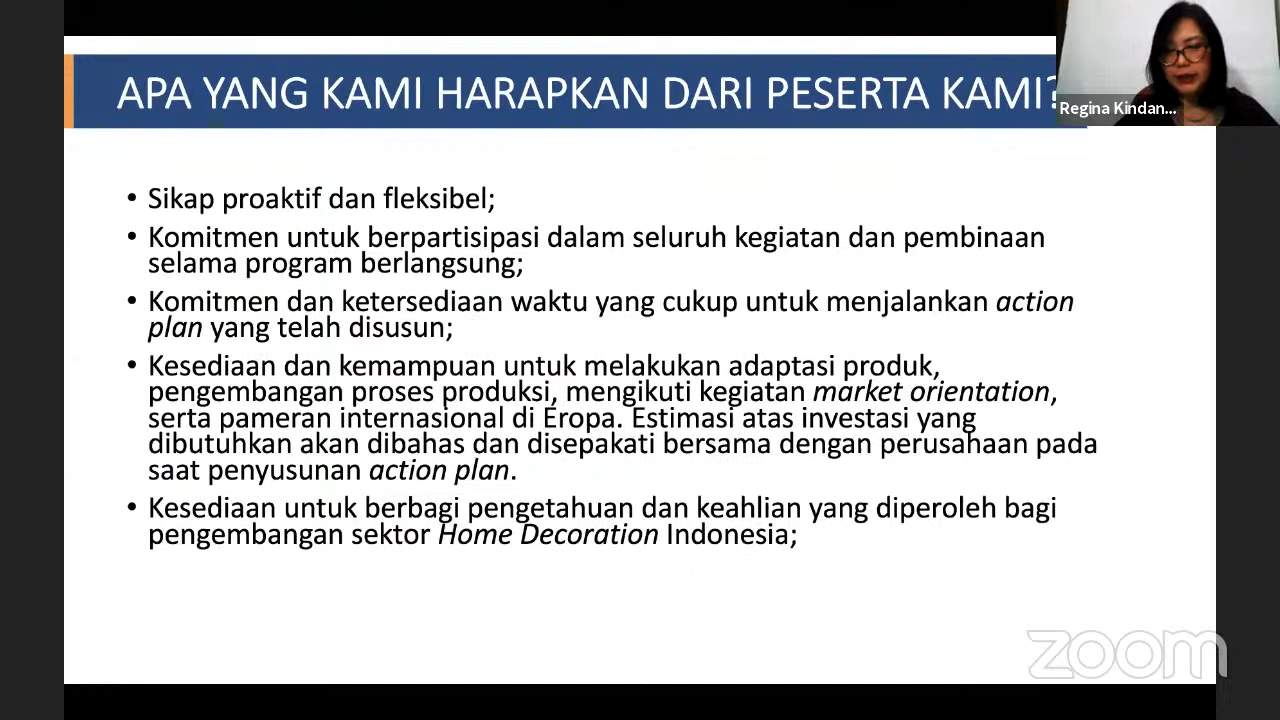 APA YANG KAMI HARAPKAN DARI PESERTA KAMI?
Regina Kindan...
• Sikap proaktif dan fleksibel;
• Komitmen untuk berpartisipasi dalam seluruh kegiatan dan pembinaan
selama program berlangsung;
• Komitmen dan ketersediaan waktu yang cukup untuk menjalankan action
plan yang telah disusun;
• Kesediaan dan kemampuan untuk melakukan adaptasi produk,
pengembangan proses produksi, mengikuti kegiatan market orientation,
serta pameran internasional di Eropa. Estimasi atas investasi yang
dibutuhkan akan dibahas dan disepakati bersama dengan perusahaan pada
saat penyusunan action plan.
• Kesediaan untuk berbagi pengetahuan dan keahlian yang diperoleh bagi
pengembangan sektor Home Decoration Indonesia;
zoom